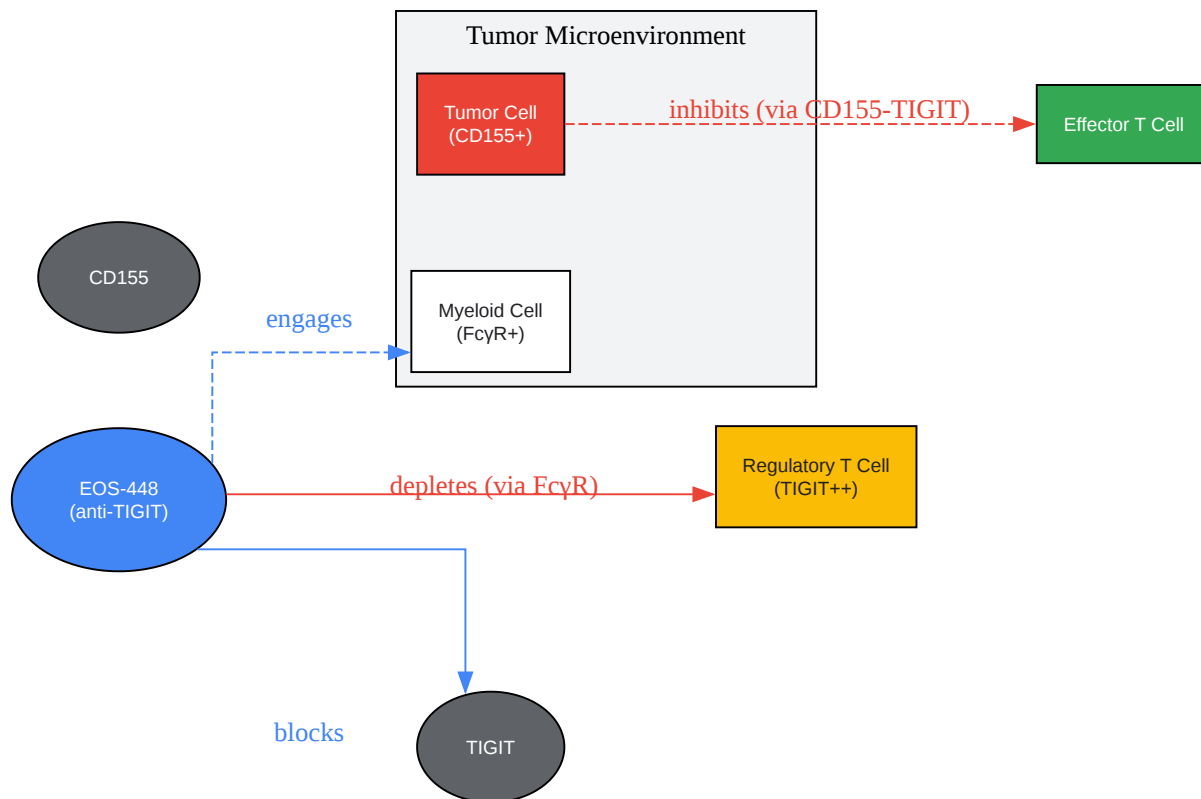 Tumor Microenvironment
Tumor Cell
(CD155+)
inhibits (via CD155-TIGIT)
Effector T Cell
CD155
engages
Myeloid Cell
(FcγR+)
EOS-448
(anti-TIGIT)
depletes (via FcγR)
Regulatory T Cell
(TIGIT++)
blocks
TIGIT